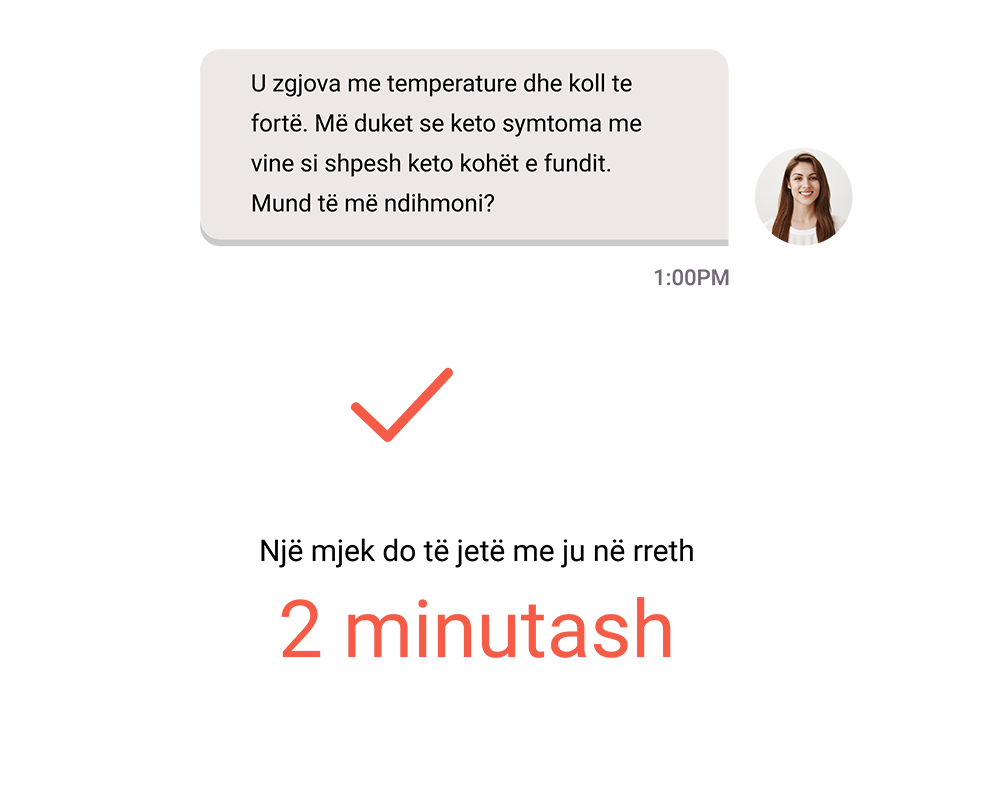 U zgjova me temperature dhe koll te
fortë. Më duket se keto symtoma me
vine si shpesh keto kohët e fundit.
Mund të më ndihmoni?
1:00PM
Një mjek do të jetë me ju në rreth
2 minutash